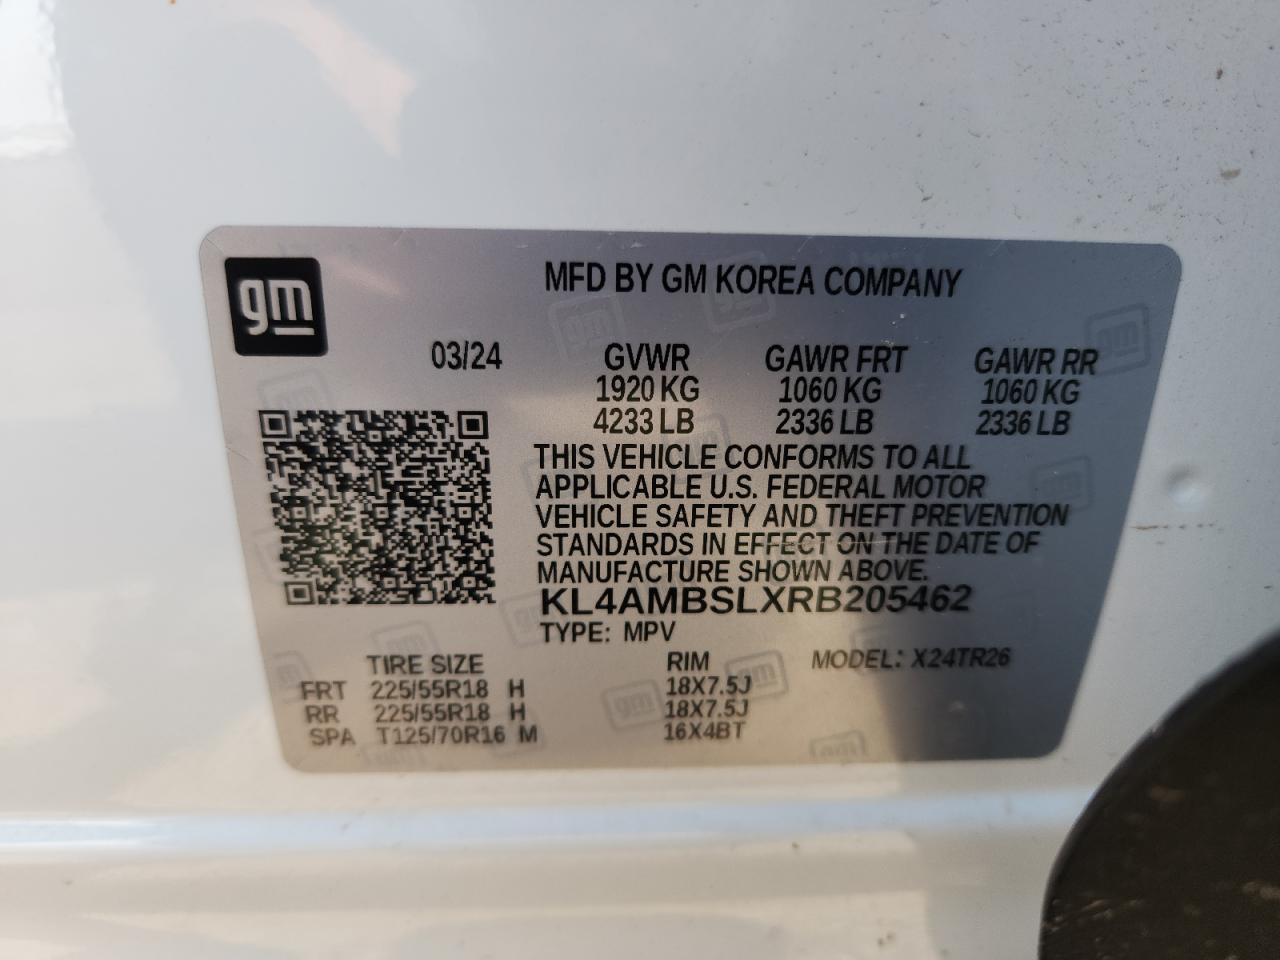 gm
MFD BY GM KOREA COMPANY
03/24
GVWR GAWR FRT GAWR RR
1920 KG 1060 KG 1060 KG
4233 LB 2336 LB 2336 LB
THIS VEHICLE CONFORMS TO ALL
APPLICABLE U.S. FEDERAL MOTOR
VEHICLE SAFETY AND THEFT PREVENTION
STANDARDS IN EFFECT ON THE DATE OF
MANUFACTURE SHOWN ABOVE.
KL4AMBSLXRB205462
TYPE: MPV
TIRE SIZE RIM MODEL: X24TR26
FRT 225/55R18 H 18X7.5J
RR 225/55R18 H 18X7.5J
SPA T125/70R16 M 16X4BT